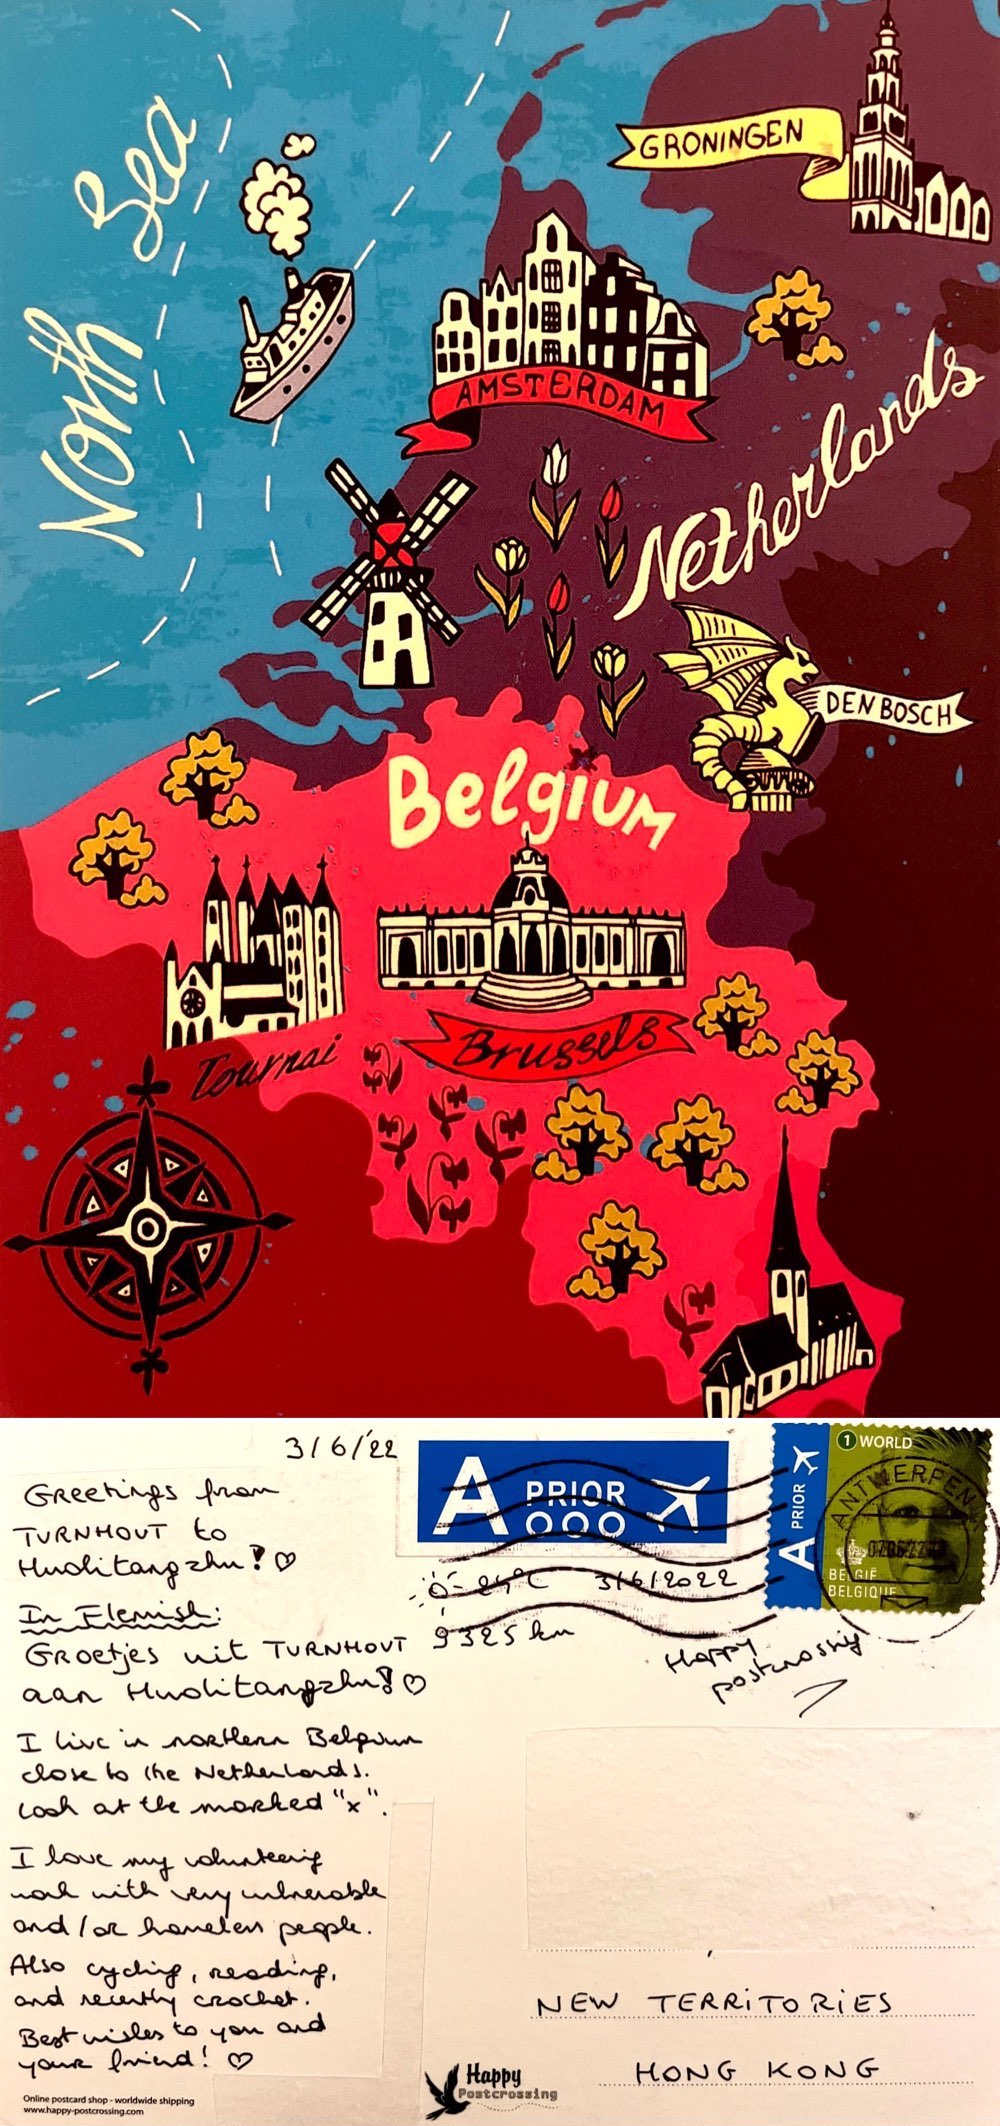 North Sea
GRONINGEN
AMSTERDAM
Netherlands
DEN BOSCH
Belgium
Brussels
Tournai
3/6/'22
A PRIOR
1 WORLD
A PRIOR
ANTWERPEN
BELGIË
BELGIQUE
Greetings from
TURNHOUT to
Huolitangzhu! ♡
In Flemish:
Groetjes uit TURNHOUT
aan Huolitangzhu! ♡
24°C 3/6/2022
9325 km
Happy
postcrossing
I live in northern Belgium
close to the Netherlands.
Look at the marked "x".
I love my volunteering
work with very vulnerable
and/or homeless people.
Also cycling, reading,
and recently crochet.
Best wishes to you and
your friend! ♡
NEW TERRITORIES
HONG KONG
Happy
Postcrossing
Online postcard shop - worldwide shipping
www.happy-postcrossing.com